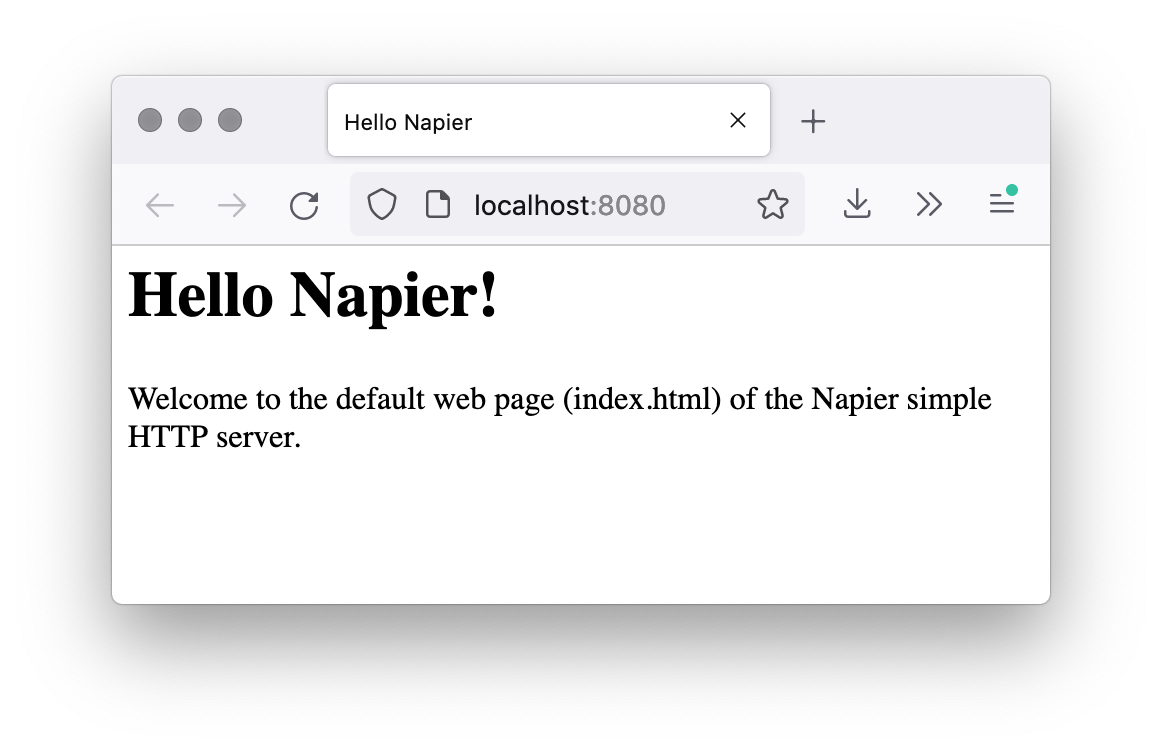 Hello Napier
localhost:8080
Hello Napier!
Welcome to the default web page (index.html) of the Napier simple
HTTP server.